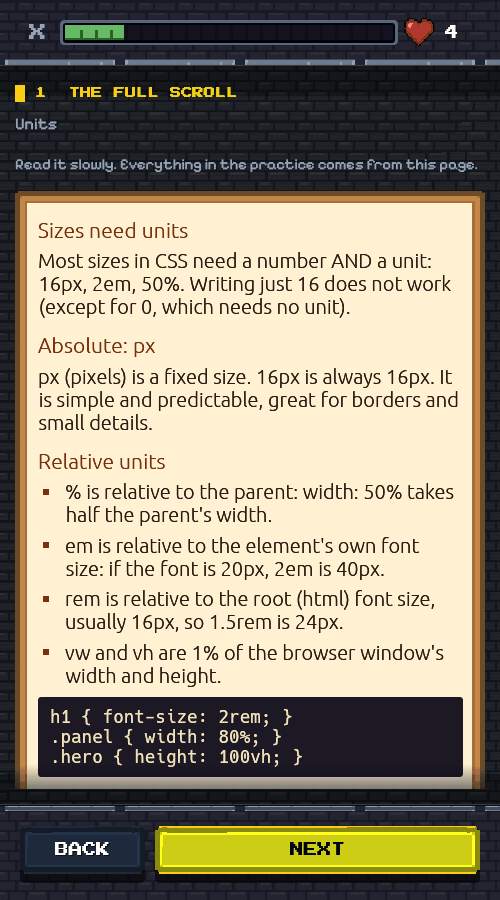 X
4
1 THE FULL SCROLL
Units
Read it slowly. Everything in the practice comes from this page.
Sizes need units
Most sizes in CSS need a number AND a unit:
16px, 2em, 50%. Writing just 16 does not work
(except for 0, which needs no unit).
Absolute: px
px (pixels) is a fixed size. 16px is always 16px. It
is simple and predictable, great for borders and
small details.
Relative units
▪ % is relative to the parent: width: 50% takes
half the parent's width.
▪ em is relative to the element's own font
size: if the font is 20px, 2em is 40px.
▪ rem is relative to the root (html) font size,
usually 16px, so 1.5rem is 24px.
▪ vw and vh are 1% of the browser window's
width and height.
h1 { font-size: 2rem; }
.panel { width: 80%; }
.hero { height: 100vh; }
BACK
NEXT